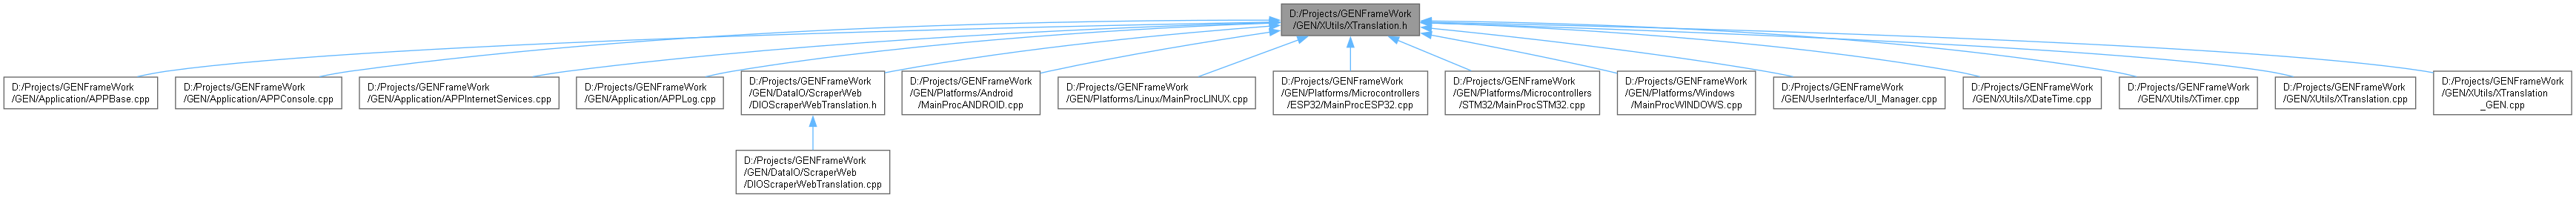 D:/Projects/GENFrameWork
/GEN/XUtils/XTranslation.h
D:/Projects/GENFrameWork
/GEN/Application/APPBase.cpp
D:/Projects/GENFrameWork
/GEN/Application/APPConsole.cpp
D:/Projects/GENFrameWork
/GEN/Application/APPInternetServices.cpp
D:/Projects/GENFrameWork
/GEN/Application/APPLog.cpp
D:/Projects/GENFrameWork
/GEN/DataIO/ScraperWeb
/DIOScraperWebTranslation.h
D:/Projects/GENFrameWork
/GEN/Platforms/Android
/MainProcANDROID.cpp
D:/Projects/GENFrameWork
/GEN/Platforms/Linux/MainProcLINUX.cpp
D:/Projects/GENFrameWork
/GEN/Platforms/Microcontrollers
/ESP32/MainProcESP32.cpp
D:/Projects/GENFrameWork
/GEN/Platforms/Microcontrollers
/STM32/MainProcSTM32.cpp
D:/Projects/GENFrameWork
/GEN/Platforms/Windows
/MainProcWINDOWS.cpp
D:/Projects/GENFrameWork
/GEN/UserInterface/UI_Manager.cpp
D:/Projects/GENFrameWork
/GEN/XUtils/XDateTime.cpp
D:/Projects/GENFrameWork
/GEN/XUtils/XTimer.cpp
D:/Projects/GENFrameWork
/GEN/XUtils/XTranslation.cpp
D:/Projects/GENFrameWork
/GEN/XUtils/XTranslation
_GEN.cpp
D:/Projects/GENFrameWork
/GEN/DataIO/ScraperWeb
/DIOScraperWebTranslation.cpp